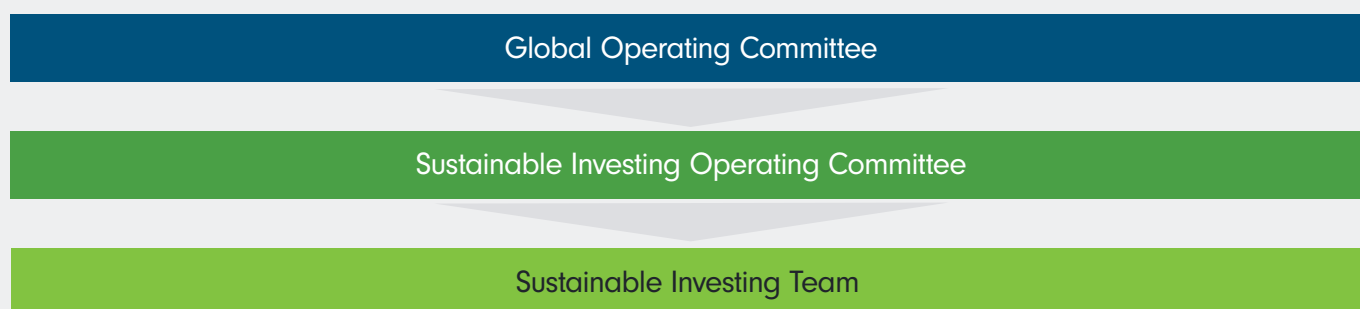 Global Operating Committee
Sustainable Investing Operating Committee
Sustainable Investing Team